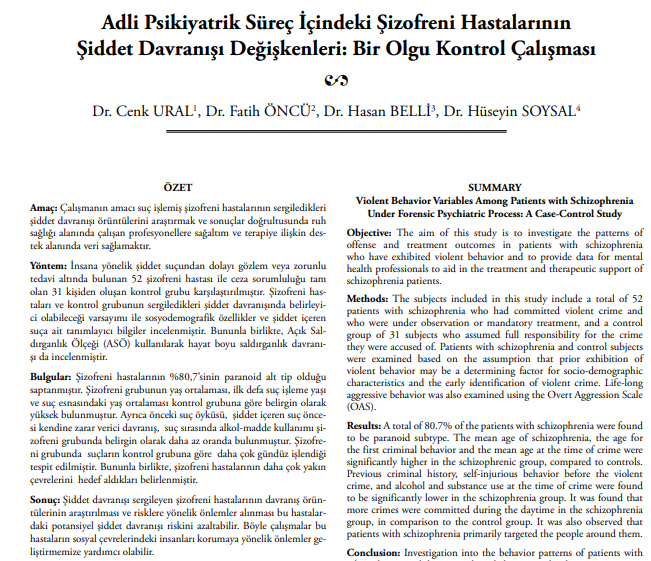 Adli Psikiyatrik Süreç İçindeki Şizofreni Hastalarının
Şiddet Davranışı Değişkenleri: Bir Olgu Kontrol Çalışması
Dr. Cenk URAL¹, Dr. Fatih ÖNCÜ², Dr. Hasan BELLİ³, Dr. Hüseyin SOYSAL⁴
ÖZET
Amaç: Çalışmanın amacı suç işlemiş şizofreni hastalarının sergiledikleri
şiddet davranışı örüntülerini araştırmak ve sonuçlar doğrultusunda ruh
sağlığı alanında çalışan profesyonellere sağaltım ve terapiye ilişkin des-
tek alanında veri sağlamaktır.
Yöntem: İnsana yönelik şiddet suçundan dolayı gözlem veya zorunlu
tedavi altında bulunan 52 şizofreni hastası ile ceza sorumluluğu tam
olan 31 kişiden oluşan kontrol grubu karşılaştırılmıştır. Şizofreni has-
taları ve kontrol grubunun sergiledikleri şiddet davranışında belirleyi-
ci olabileceği varsayımı ile sosyodemografik özellikler ve şiddet içeren
suça ait tanımlayıcı bilgiler incelenmiştir. Bununla birlikte, Açık Sal-
dırganlık Ölçeği (ASÖ) kullanılarak hayat boyu saldırganlık davranı-
şı da incelenmiştir.
Bulgular: Şizofreni hastalarının %80,7'sinin paranoid alt tip olduğu
saptanmıştır. Şizofreni grubunun yaş ortalaması, ilk defa suç işleme yaşı
ve suç esnasındaki yaş ortalaması kontrol grubuna göre belirgin olarak
yüksek bulunmuştur. Ayrıca önceki suç öyküsü, şiddet içeren suç önce-
si kendine zarar verici davranış, suç sırasında alkol-madde kullanımı şi-
zofreni grubunda belirgin olarak daha az oranda bulunmuştur. Şizofre-
ni grubunda suçların kontrol grubuna göre daha çok gündüz işlendiği
tespit edilmiştir. Bununla birlikte, şizofreni hastalarının daha çok yakın
çevrelerini hedef aldıkları belirlenmiştir.
Sonuç: Şiddet davranışı sergileyen şizofreni hastalarının davranış örün-
tülerinin araştırılması ve risklere yönelik önlemler alınması bu hastalar-
daki potansiyel şiddet davranışı riskini azaltabilir. Böyle çalışmalar bu
hastaların sosyal çevrelerindeki insanları korumaya yönelik önlemler ge-
liştirmemize yardımcı olabilir.
SUMMARY
Violent Behavior Variables Among Patients with Schizophrenia
Under Forensic Psychiatric Process: A Case-Control Study
Objective: The aim of this study is to investigate the patterns of
offense and treatment outcomes in patients with schizophrenia
who have exhibited violent behavior and to provide data for mental
health professionals to aid in the treatment and therapeutic support of
schizophrenia patients.
Methods: The subjects included in this study include a total of 52
patients with schizophrenia who had committed violent crime and
who were under observation or mandatory treatment, and a control
group of 31 subjects who assumed full responsibility for the crime
they were accused of. Patients with schizophrenia and control subjects
were examined based on the assumption that prior exhibition of
violent behavior may be a determining factor for socio-demographic
characteristics and the early identification of violent crime. Life-long
aggressive behavior was also examined using the Overt Aggression Scale
(OAS).
Results: A total of 80.7% of the patients with schizophrenia were found
to be paranoid subtype. The mean age of schizophrenia, the age for
the first criminal behavior and the mean age at the time of crime were
significantly higher in the schizophrenic group, compared to controls.
Previous criminal history, self-injurious behavior before the violent
crime, and alcohol and substance use at the time of crime were found
to be significantly lower in the schizophrenia group. It was found that
more crimes were committed during the daytime in the schizophrenia
group, in comparison to the control group. It was also observed that
patients with schizophrenia primarily targeted the people around them.
Conclusion: Investigation into the behavior patterns of patients with